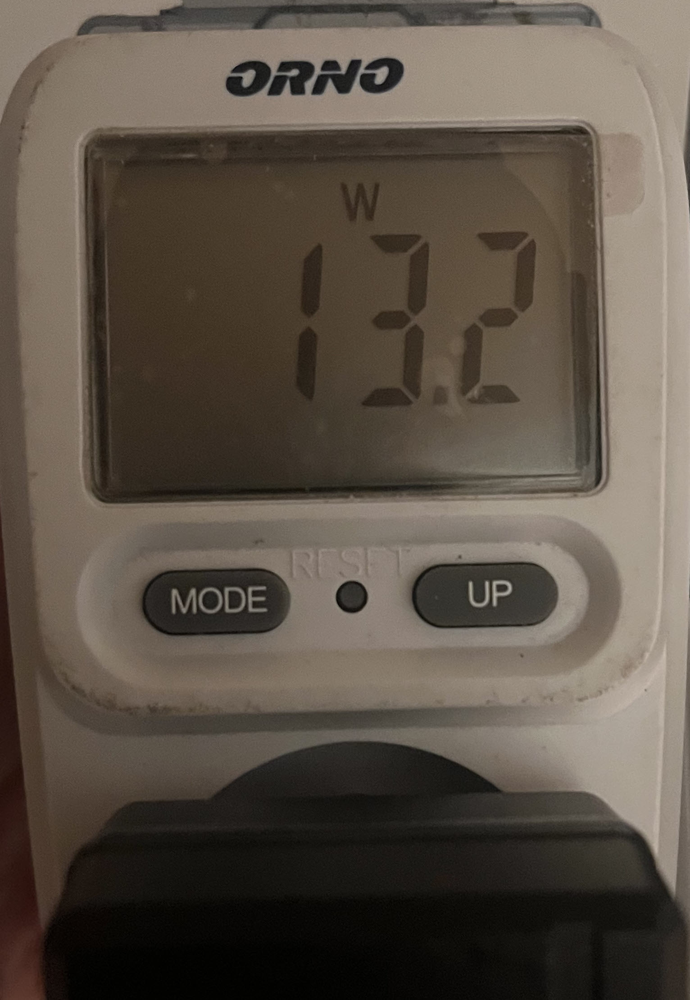 ORNO
W
13.2
RESET
MODE
UP